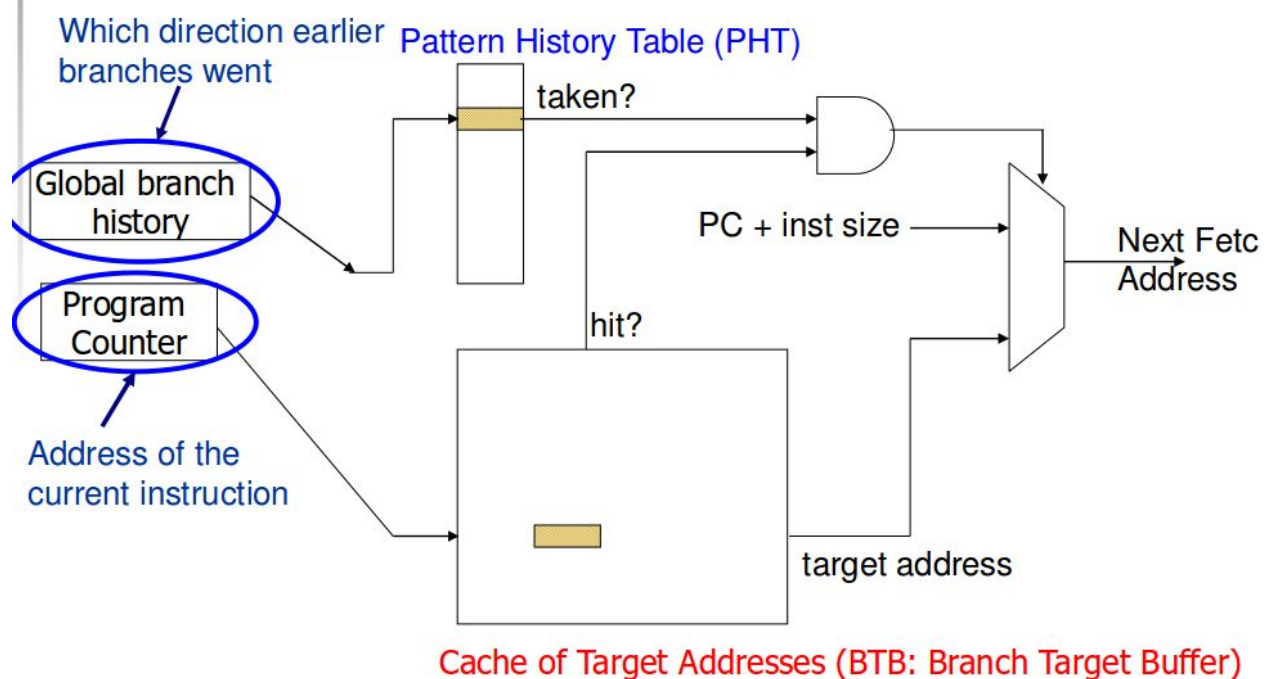 Which direction earlier
branches went
Pattern History Table (PHT)
taken?
Global branch
history
PC + inst size
Next Fetc
Address
Program
Counter
hit?
Address of the
current instruction
target address
Cache of Target Addresses (BTB: Branch Target Buffer)